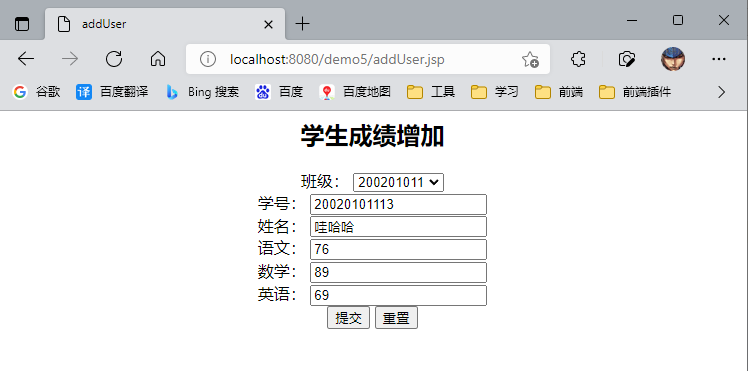 addUser
localhost:8080/demo5/addUser.jsp
谷歌 译 百度翻译 Bing 搜索 百度 百度地图 工具 学习 前端 前端插件
学生成绩增加
班级： 200201011
学号： 20020101113
姓名： 哇哈哈
语文： 76
数学： 89
英语： 69
提交 重置